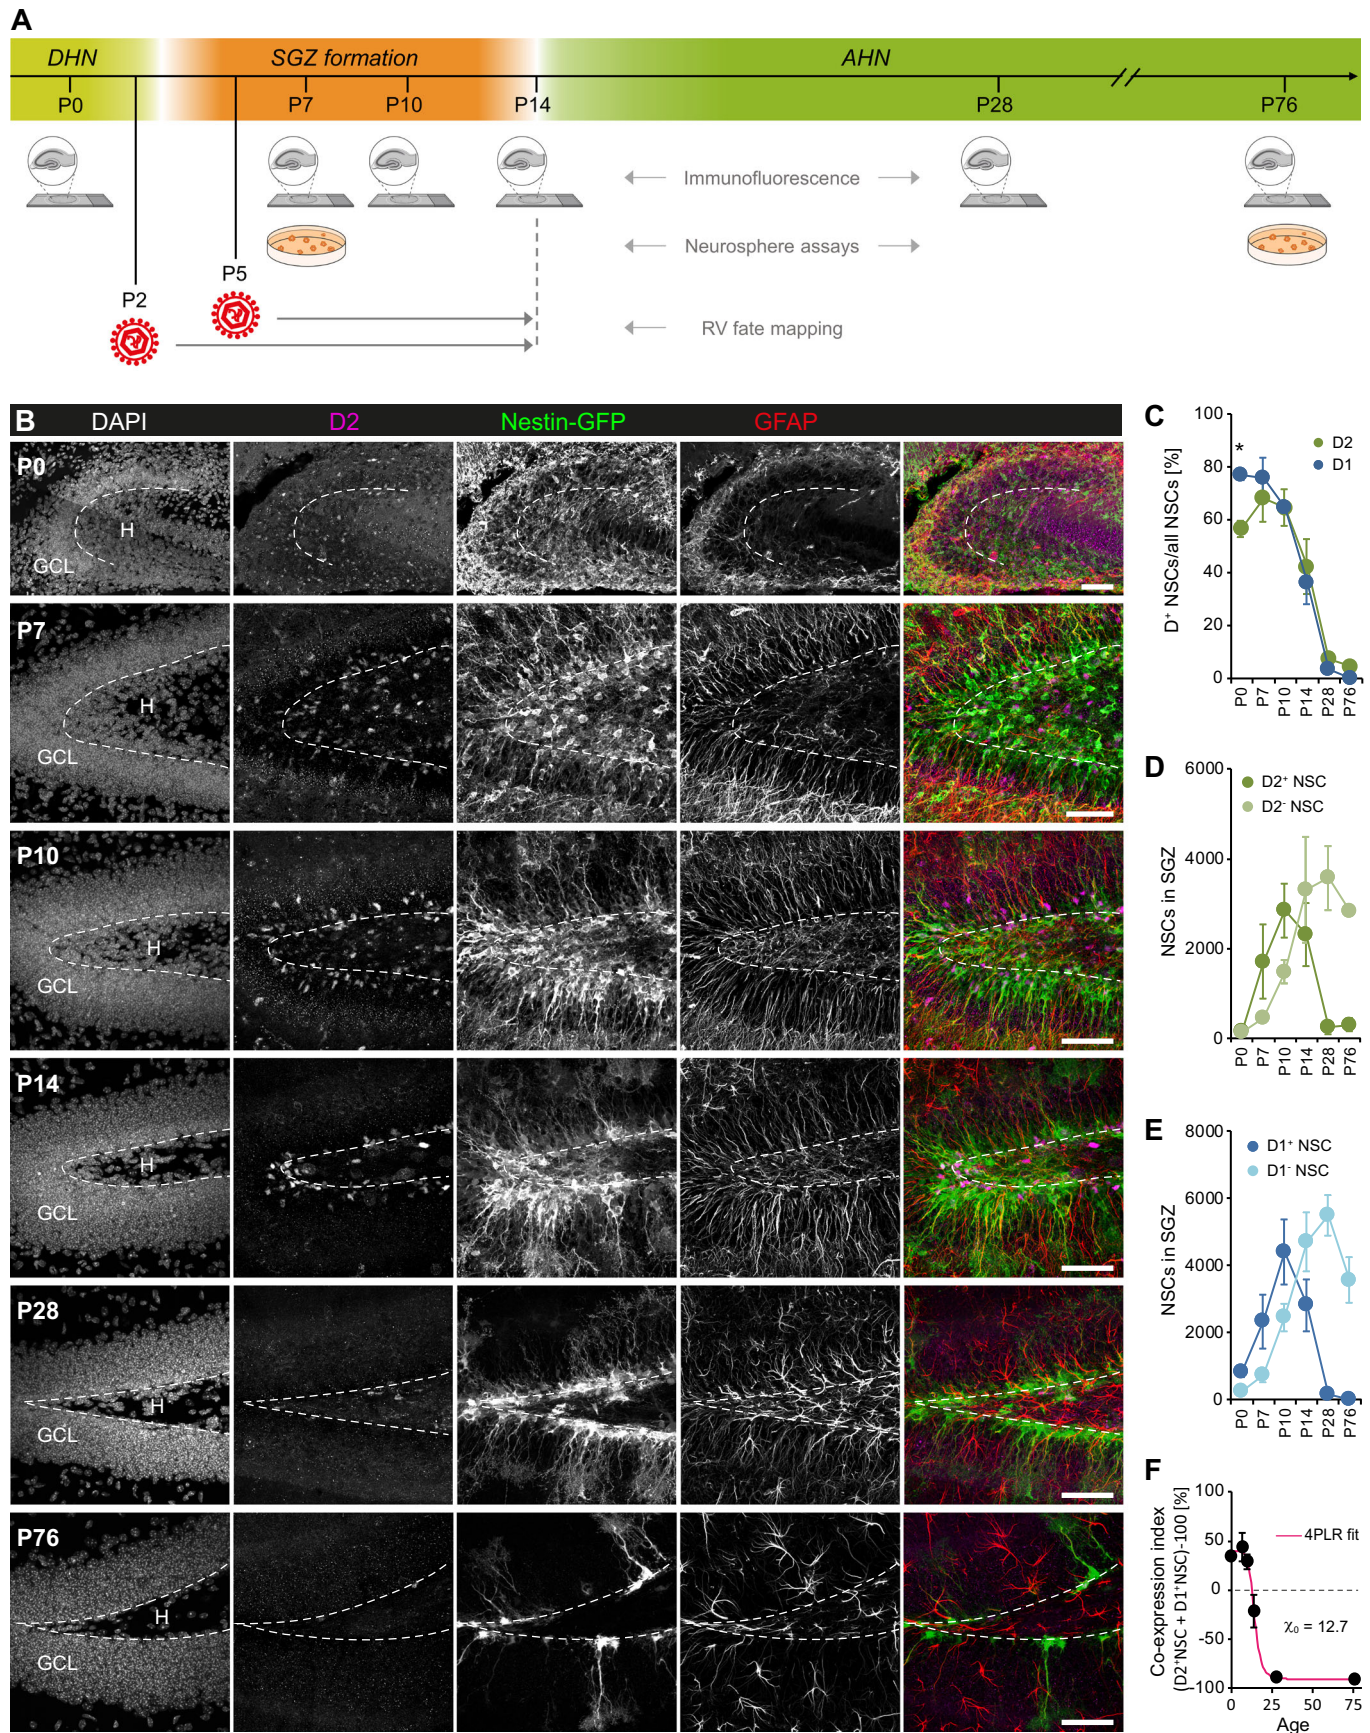 A
DHN SGZ formation AHN
P0 P7 P10 P14 P28 P76
Immunofluorescence
Neurosphere assays
P5
P2
RV fate mapping
B DAPI D2 Nestin-GFP GFAP
P0
H
GCL
P7
H
GCL
P10
H
GCL
P14
H
GCL
P28
H
GCL
P76
H
GCL
C
D⁺ NSCs/all NSCs [%]
100
80
60
40
20
0
*
D2
D1
P0 P7 P10 P14 P28 P76
D
NSCs in SGZ
6000
4000
2000
0
D2⁺ NSC
D2⁻ NSC
P0 P7 P10 P14 P28 P76
E
NSCs in SGZ
8000
6000
4000
2000
0
D1⁺ NSC
D1⁻ NSC
P0 P7 P10 P14 P28 P76
F
Co-expression index
(D2⁺NSC + D1⁺NSC)-100 [%]
100
50
0
-50
-100
4PLR fit
χ₀ = 12.7
0 25 50 75
Age